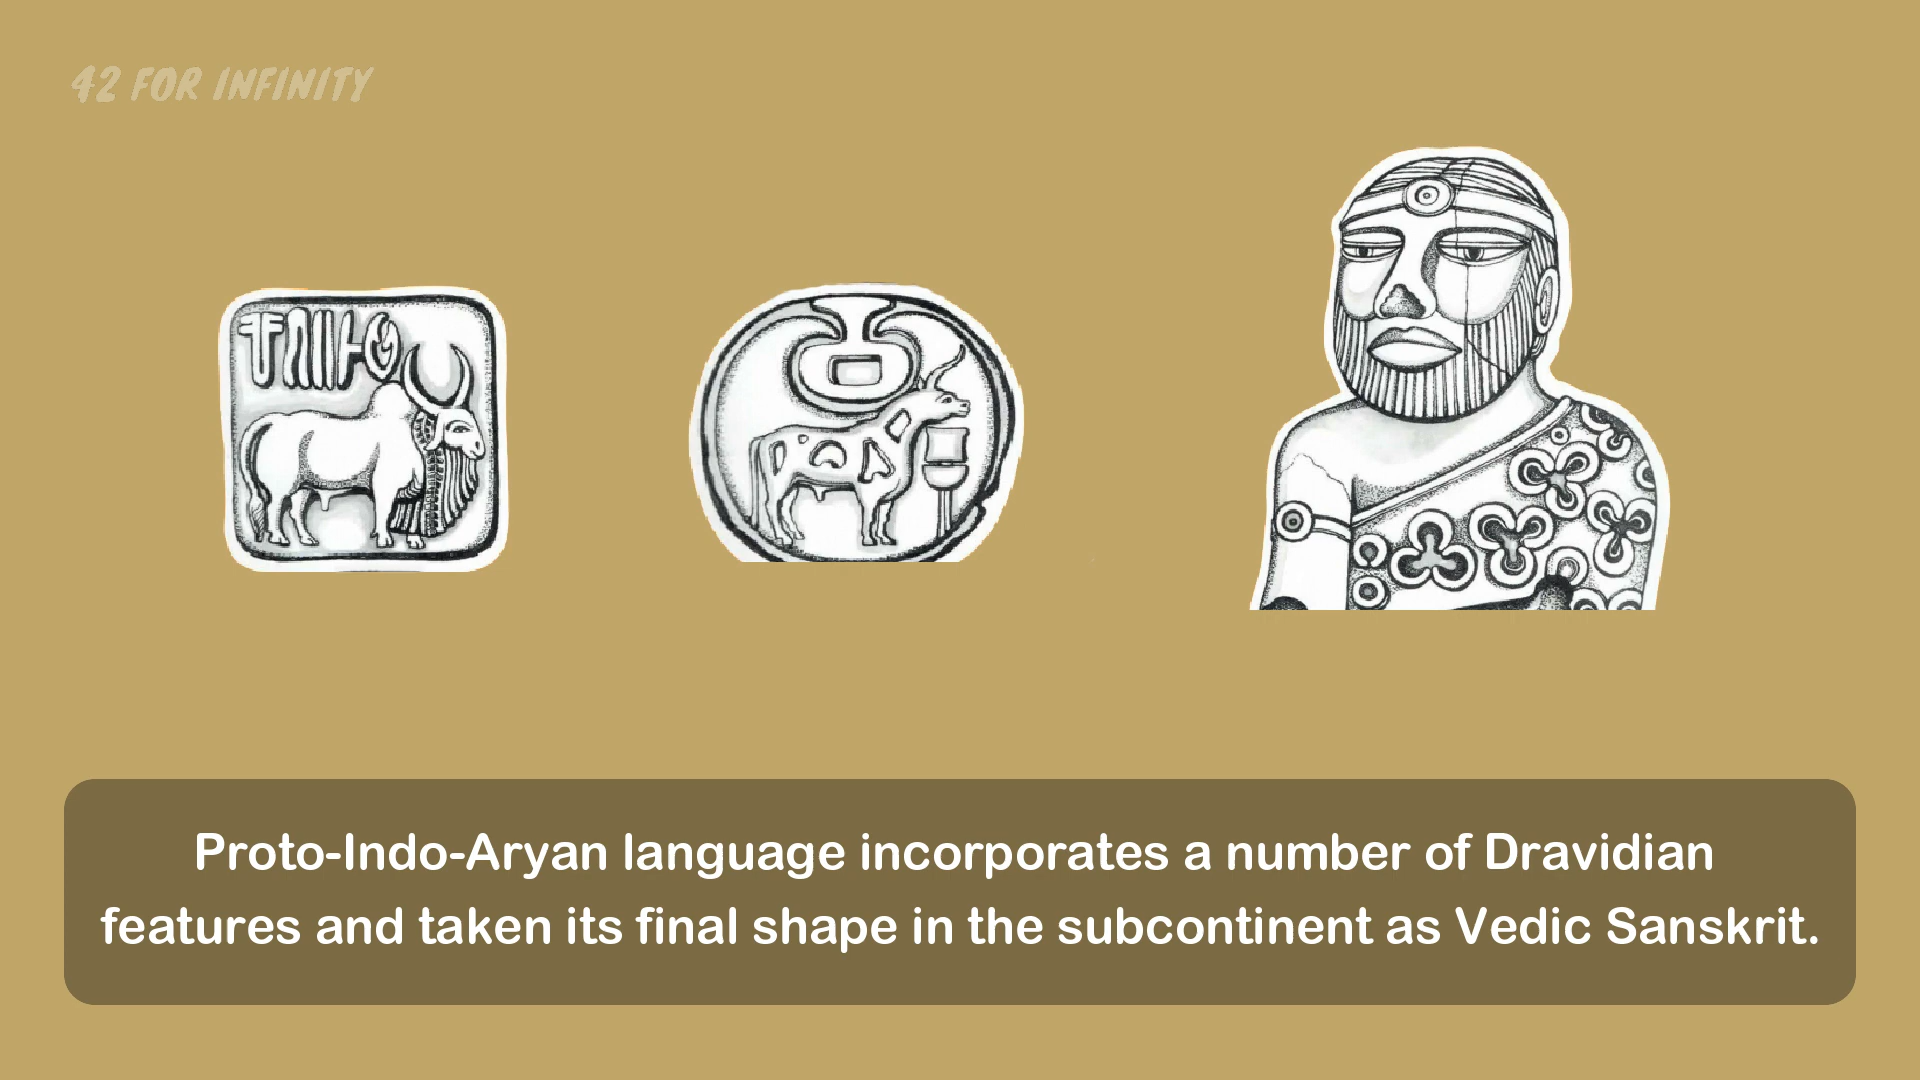 42 FOR INFINITY
Proto-Indo-Aryan language incorporates a number of Dravidian
features and taken its final shape in the subcontinent as Vedic Sanskrit.